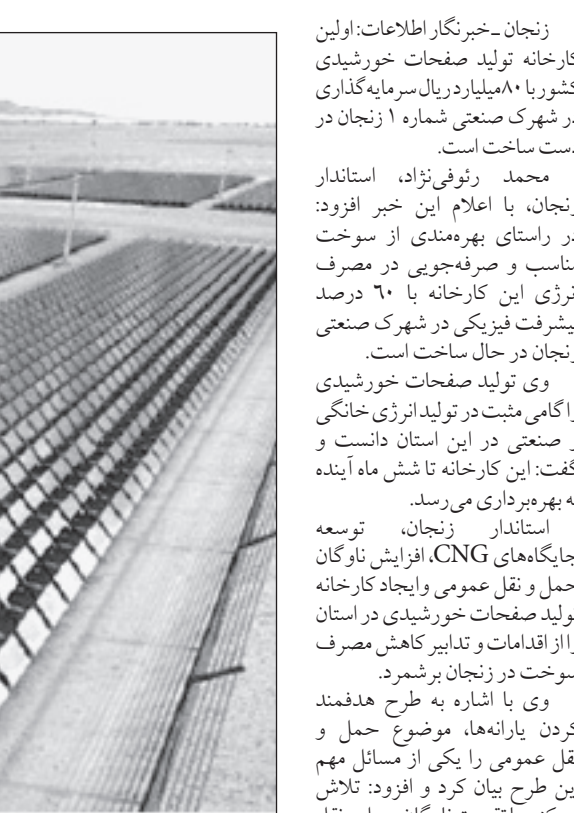 زنجان ـ خبرنگار اطلاعات: اولین
کارخانه تولید صفحات خورشیدی
کشور با ۸۰میلیارد ریال سرمایه‌گذاری
در شهرک صنعتی شماره ۱ زنجان در
دست ساخت است.
محمد رئوفی‌نژاد، استاندار
زنجان، با اعلام این خبر افزود:
در راستای بهره‌مندی از سوخت
مناسب و صرفه‌جویی در مصرف
انرژی این کارخانه با ۶۰ درصد
پیشرفت فیزیکی در شهرک صنعتی
زنجان در حال ساخت است.
وی تولید صفحات خورشیدی
را گامی مثبت در تولید انرژی خانگی
و صنعتی در این استان دانست و
گفت: این کارخانه تا شش ماه آینده
به بهره‌برداری می‌رسد.
استاندار زنجان، توسعه
جایگاه‌های CNG، افزایش ناوگان
حمل و نقل عمومی وایجاد کارخانه
تولید صفحات خورشیدی در استان
را از اقدامات و تدابیر کاهش مصرف
سوخت در زنجان برشمرد.
وی با اشاره به طرح هدفمند
کردن یارانه‌ها، موضوع حمل و
نقل عمومی را یکی از مسائل مهم
این طرح بیان کرد و افزود: تلاش